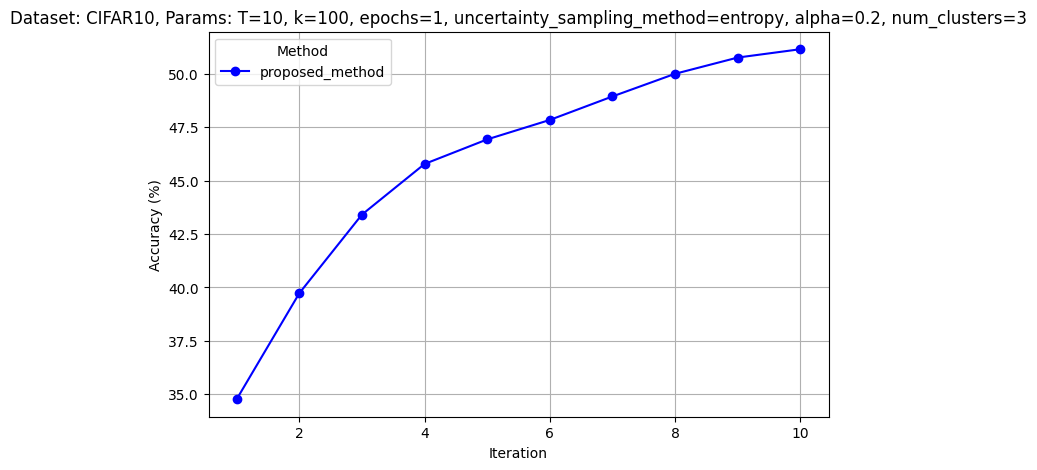 Dataset: CIFAR10, Params: T=10, k=100, epochs=1, uncertainty_sampling_method=entropy, alpha=0.2, num_clusters=3
Method
proposed_method
50.0
47.5
45.0
42.5
40.0
37.5
35.0
Accuracy (%)
2 4 6 8 10
Iteration